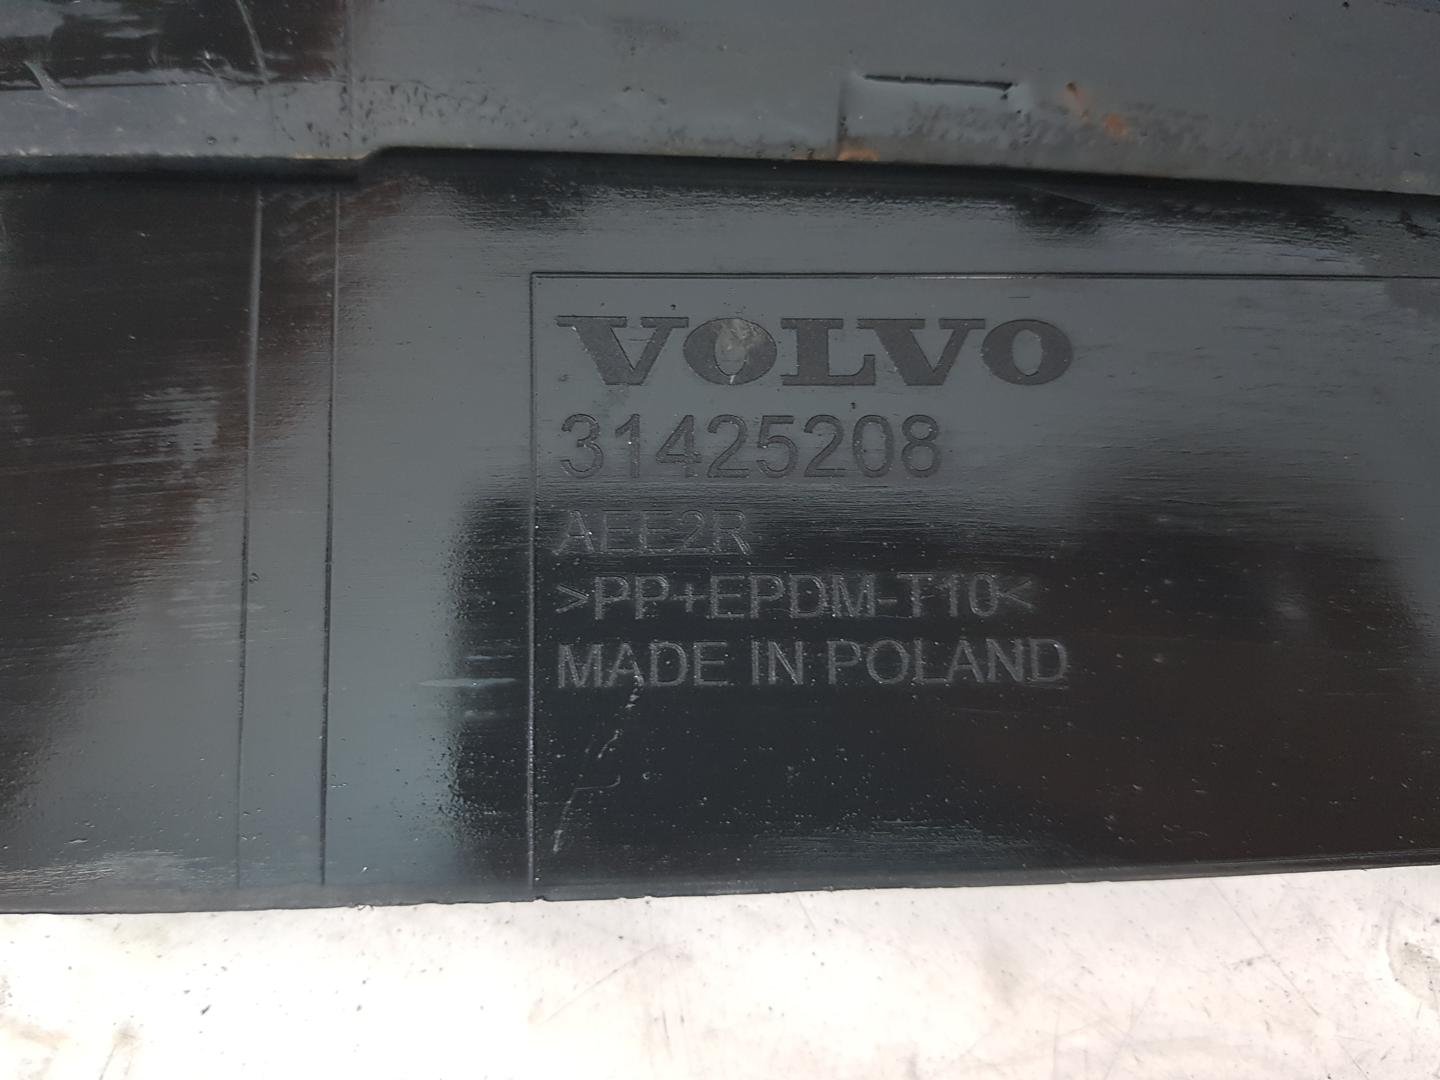 VOLVO
31425208
AEE2R
>PP+EPDM-T10<
MADE IN POLAND